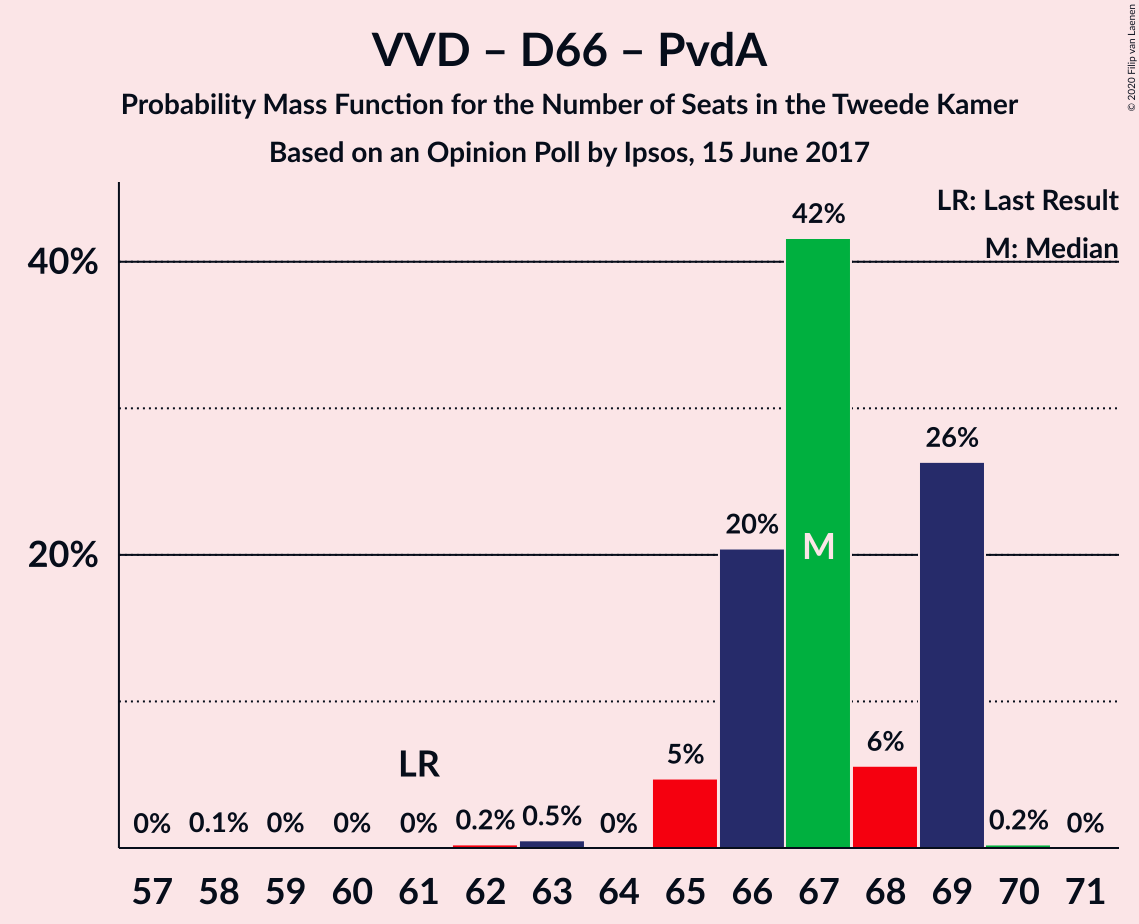 VVD – D66 – PvdA
Probability Mass Function for the Number of Seats in the Tweede Kamer
Based on an Opinion Poll by Ipsos, 15 June 2017
© 2020 Filip van Laenen
LR: Last Result
M: Median
42%
40%
26%
20%
M
20%
6%
5%
LR
0% 0.1% 0% 0% 0% 0.2% 0.5% 0% 0.2% 0%
57 58 59 60 61 62 63 64 65 66 67 68 69 70 71